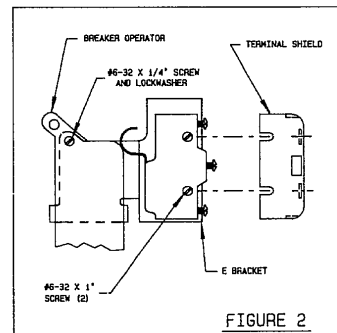 BREAKER OPERATOR
TERMINAL SHIELD
#6-32 X 1/4" SCREW
AND LOCKWASHER
E BRACKET
#6-32 X 1"
SCREW (2)
FIGURE 2